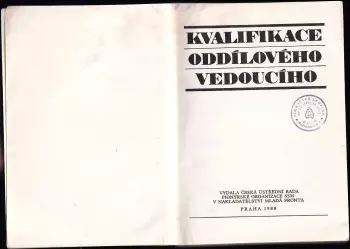 KVALIFIKACE
ODDÍLOVÉHO
VEDOUCÍHO
VYDALA ČESKÁ ÚSTŘEDNÍ RADA
PIONÝRSKÉ ORGANIZACE SSM
V NAKLADATELSTVÍ MLADÁ FRONTA
PRAHA 1988